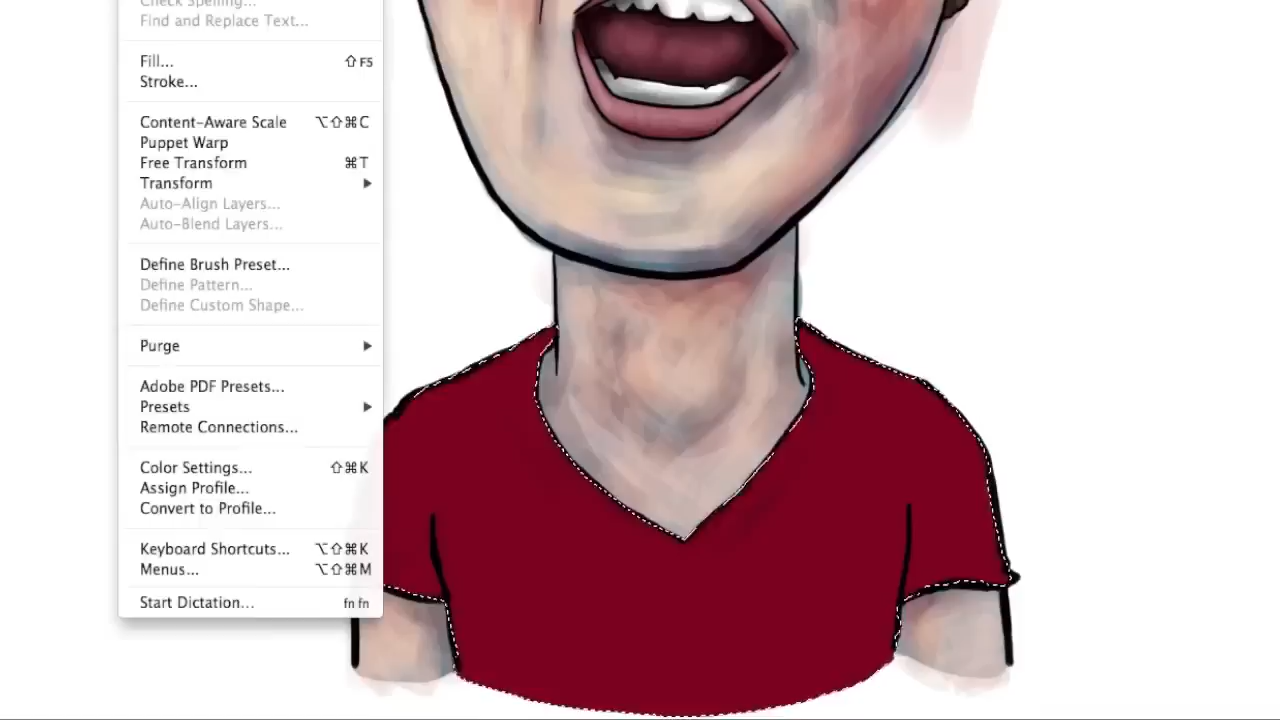 Check Spelling...
Find and Replace Text...
Fill... ⇧F5
Stroke...
Content-Aware Scale ⌥⇧⌘C
Puppet Warp
Free Transform ⌘T
Transform
Auto-Align Layers...
Auto-Blend Layers...
Define Brush Preset...
Define Pattern...
Define Custom Shape...
Purge
Adobe PDF Presets...
Presets
Remote Connections...
Color Settings... ⇧⌘K
Assign Profile...
Convert to Profile...
Keyboard Shortcuts... ⌥⇧⌘K
Menus... ⌥⇧⌘M
Start Dictation... fn fn